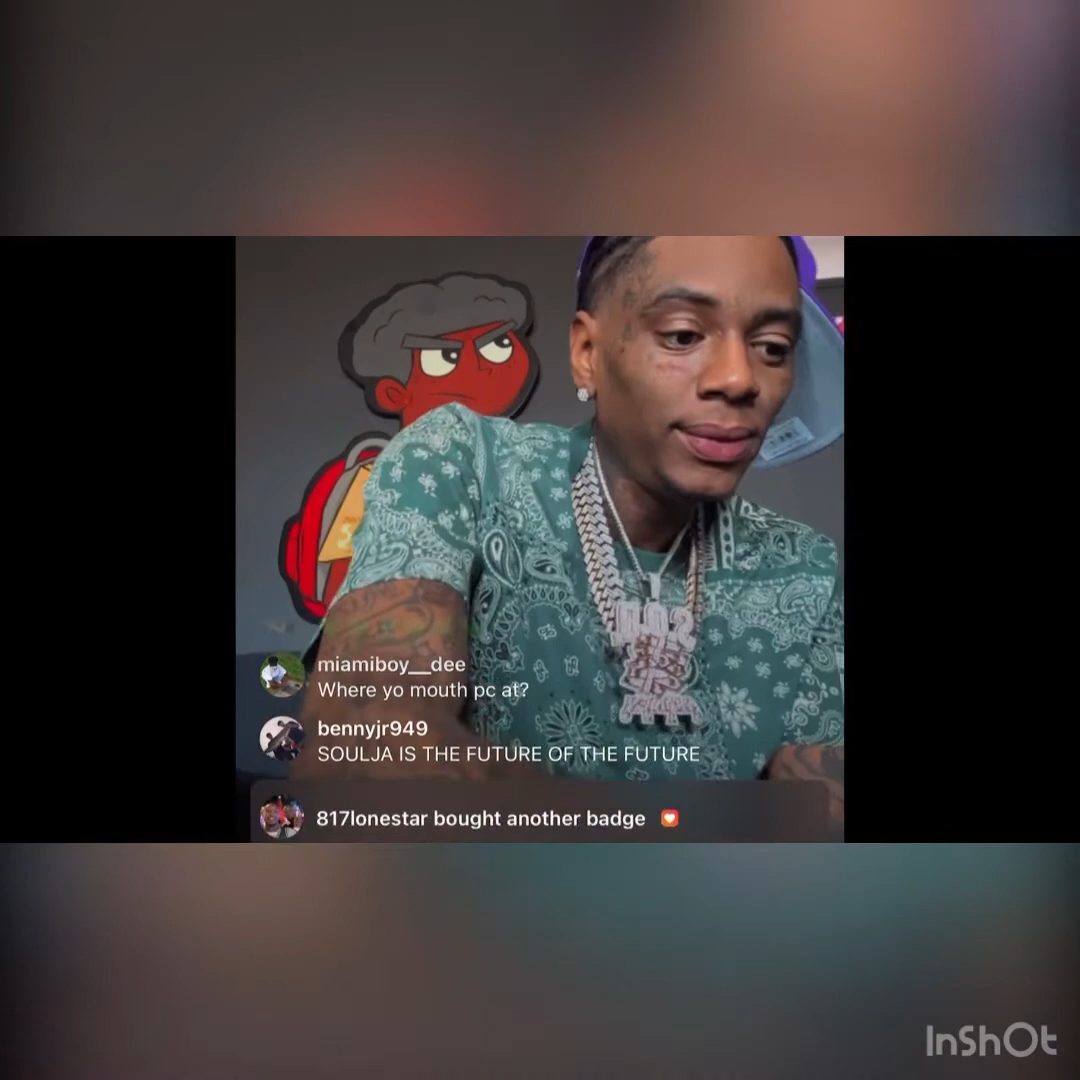 miamiboy__dee
Where yo mouth pc at?
bennyjr949
SOULJA IS THE FUTURE OF THE FUTURE
817lonestar bought another badge
InShOt